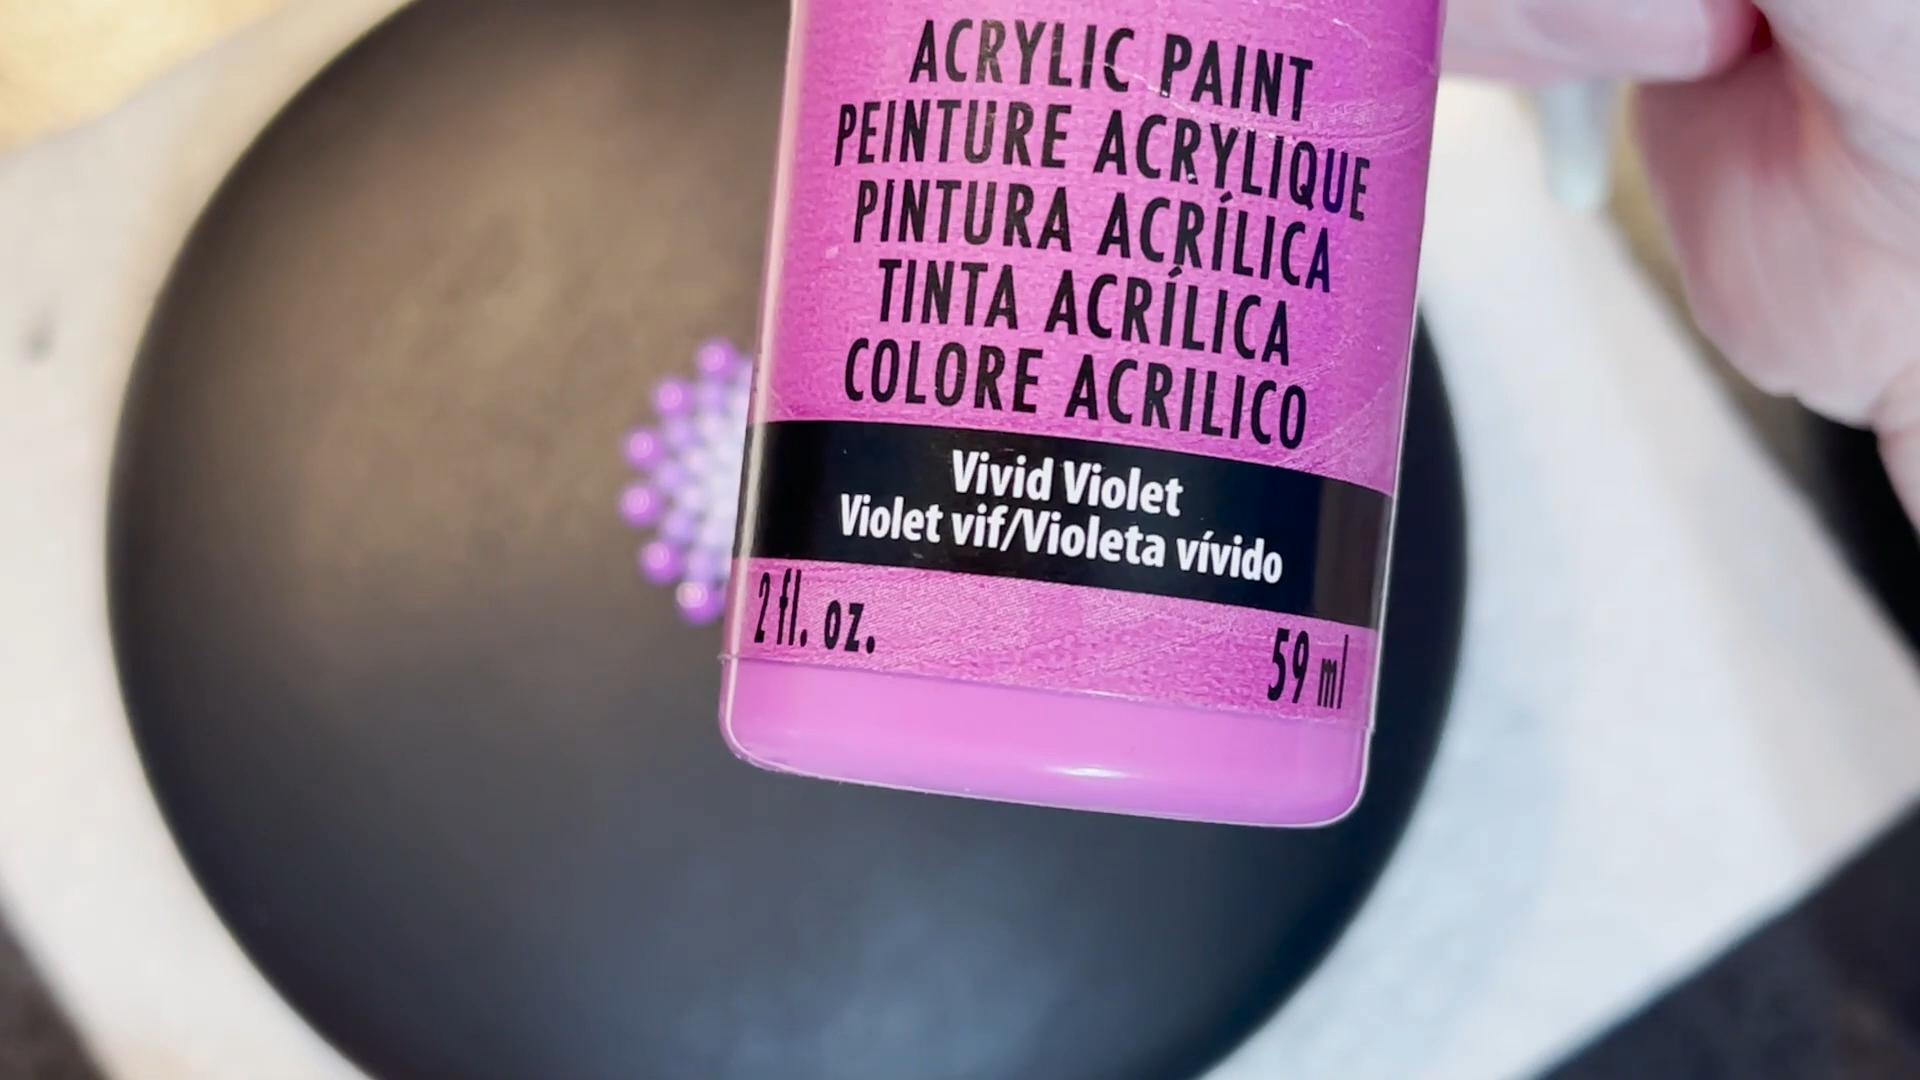 ACRYLIC PAINT
PEINTURE ACRYLIQUE
PINTURA ACRÍLICA
TINTA ACRÍLICA
COLORE ACRILICO
Vivid Violet
Violet vif/Violeta vívido
2 fl. oz. 59 ml